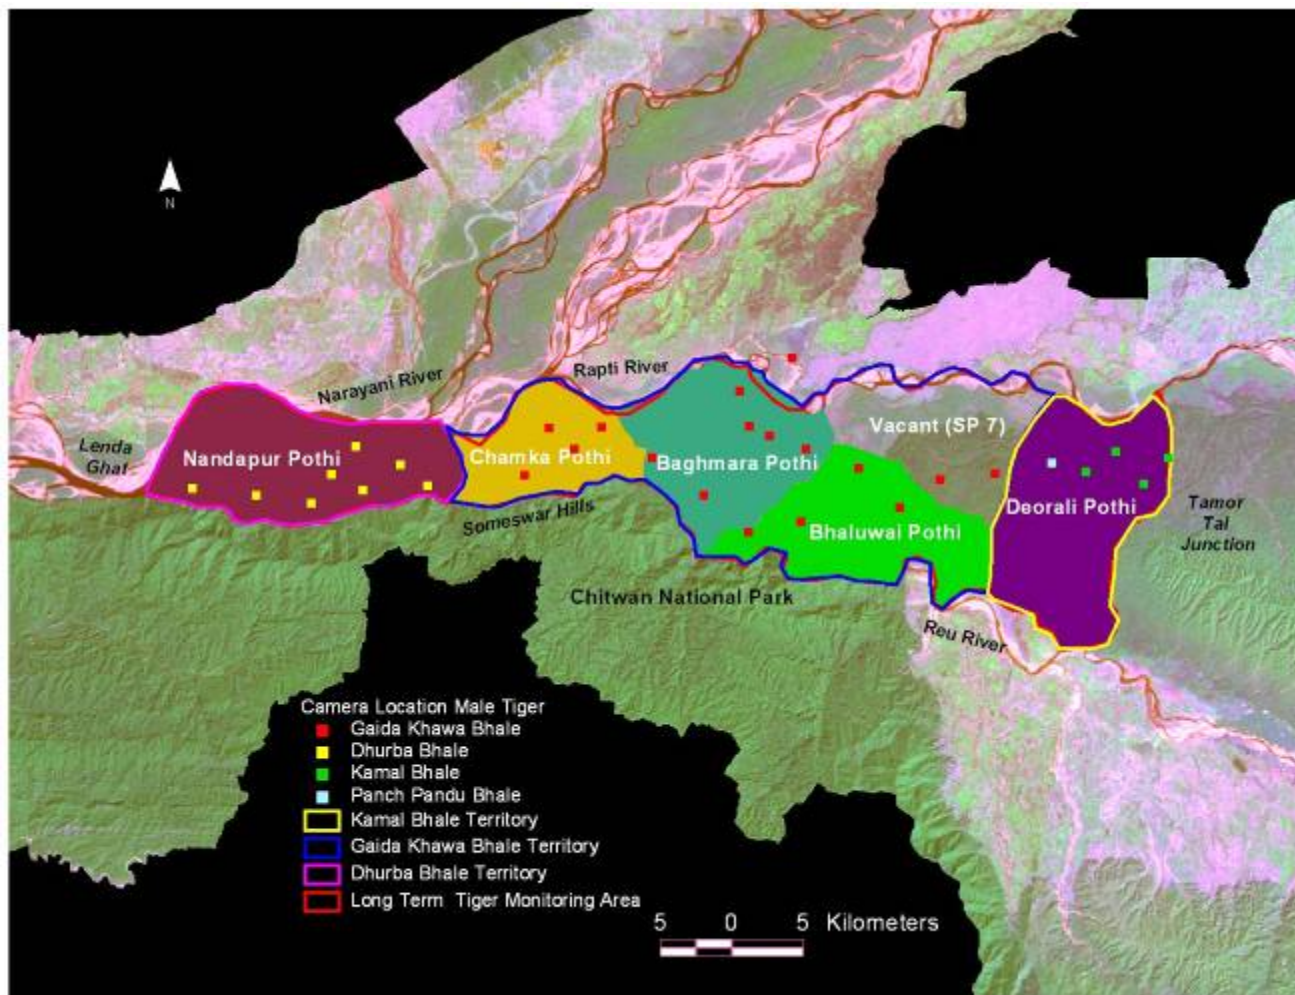 N
Narayani River
Rapti River
Lenda
Ghat
Nandapur Pothi
Chamka Pothi
Baghmara Pothi
Vacant (SP 7)
Deorali Pothi
Bhaluwai Pothi
Someswar Hills
Tamor
Tal
Junction
Chitwan National Park
Reu River
Camera Location Male Tiger
Gaida Khawa Bhale
Dhurba Bhale
Kamal Bhale
Panch Pandu Bhale
Kamal Bhale Territory
Gaida Khawa Bhale Territory
Dhurba Bhale Territory
Long Term Tiger Monitoring Area
5 0 5 Kilometers